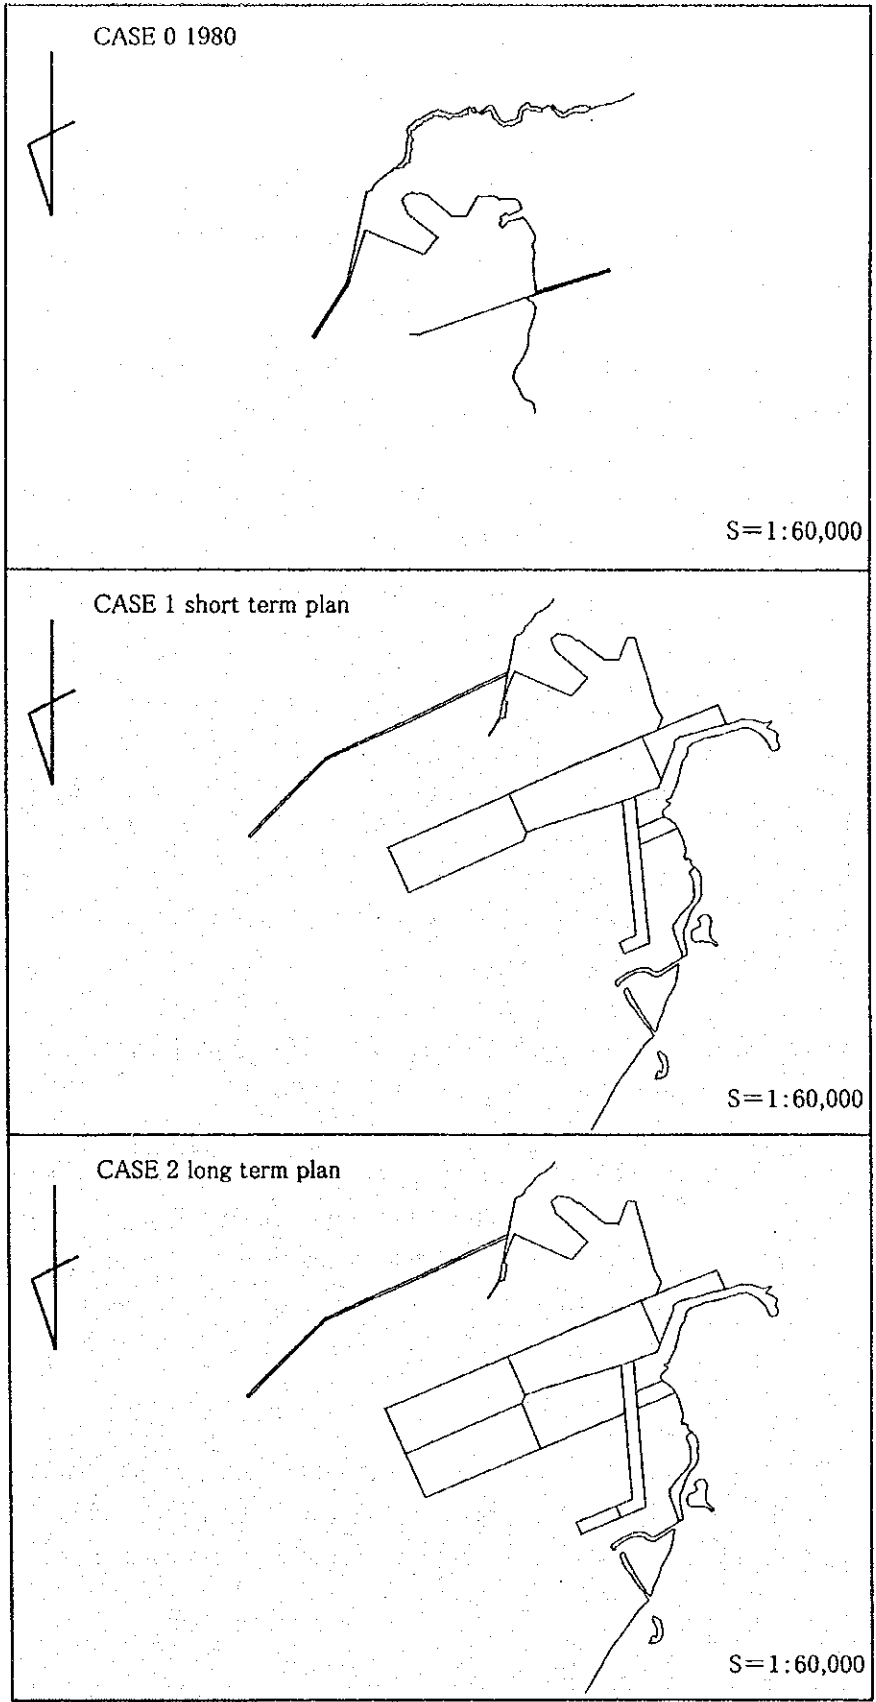 CASE 0 1980
S=1:60,000
CASE 1 short term plan
S=1:60,000
CASE 2 long term plan
S=1:60,000